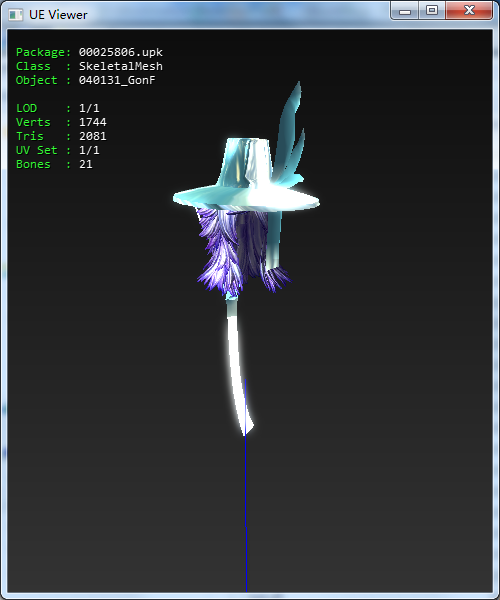 UE Viewer
Package: 00025806.upk
Class : SkeletalMesh
Object : 040131_GonF
LOD : 1/1
Verts : 1744
Tris : 2081
UV Set : 1/1
Bones : 21